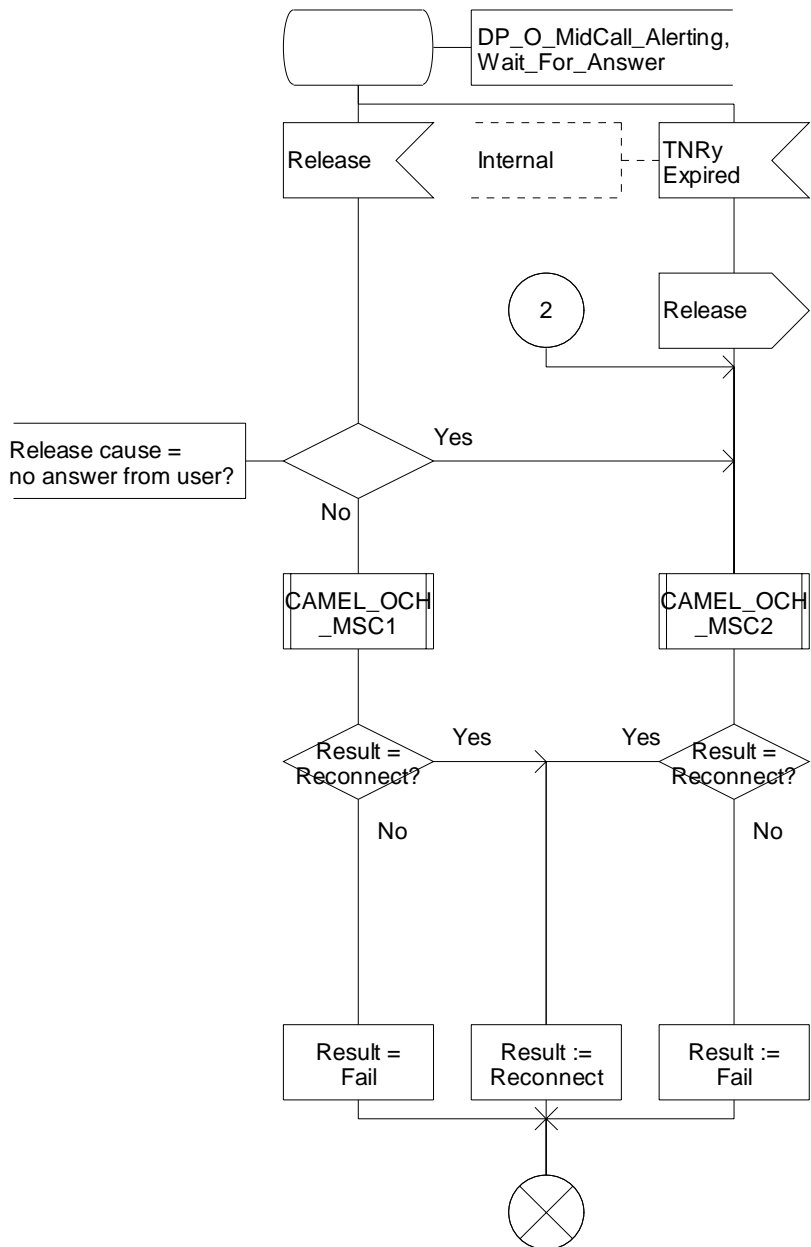 DP_O_MidCall_Alerting,
Wait_For_Answer
Release
Internal
TNRy
Expired
2
Release
Release cause =
no answer from user?
Yes
No
CAMEL_OCH
_MSC1
CAMEL_OCH
_MSC2
Result =
Reconnect?
Yes
Yes
Result =
Reconnect?
No
No
Result =
Fail
Result :=
Reconnect
Result :=
Fail